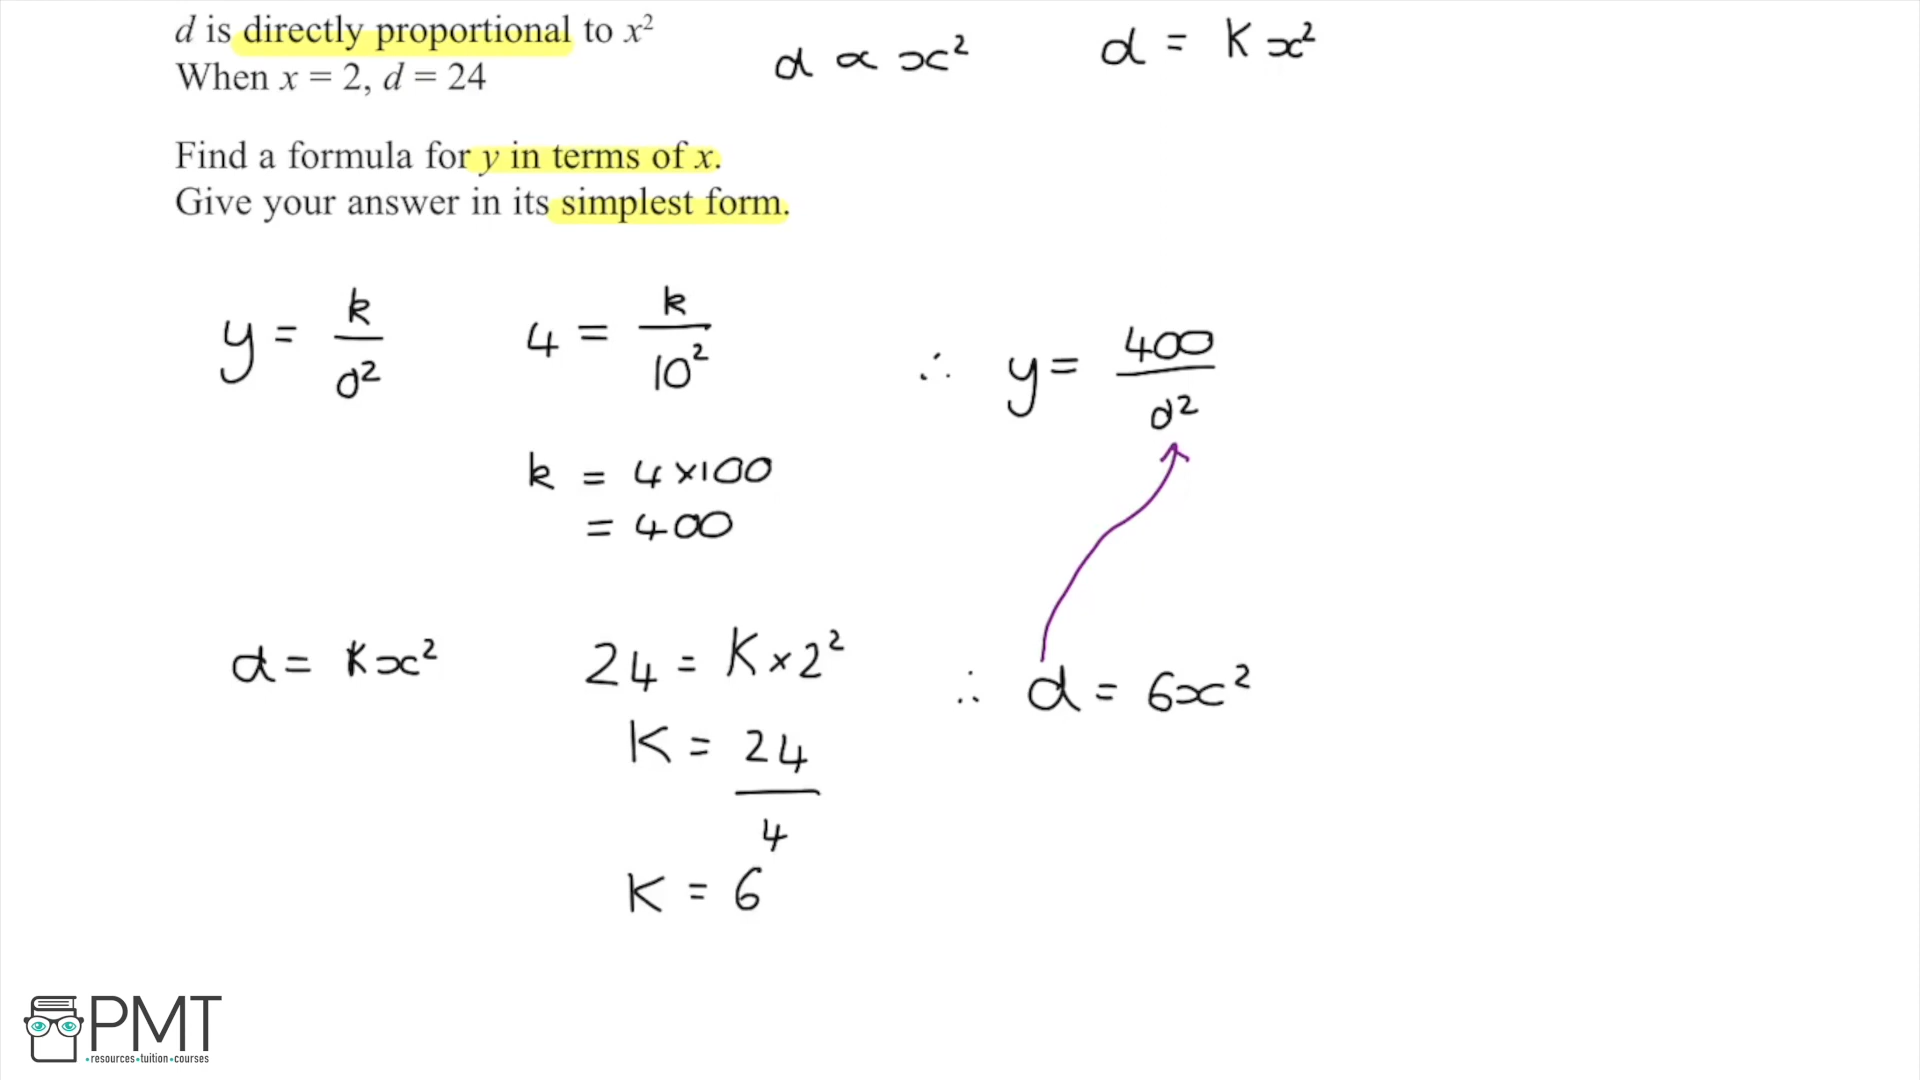 d is directly proportional to x²
d ∝ x²
d = K x²
When x = 2, d = 24
Find a formula for y in terms of x.
Give your answer in its simplest form.
y = k/d²
4 = k/10²
∴ y = 400/d²
k = 4×100
= 400
d = Kx²
24 = K×2²
∴ d = 6x²
K = 24/4
K = 6
PMT
•resources•tuition•courses